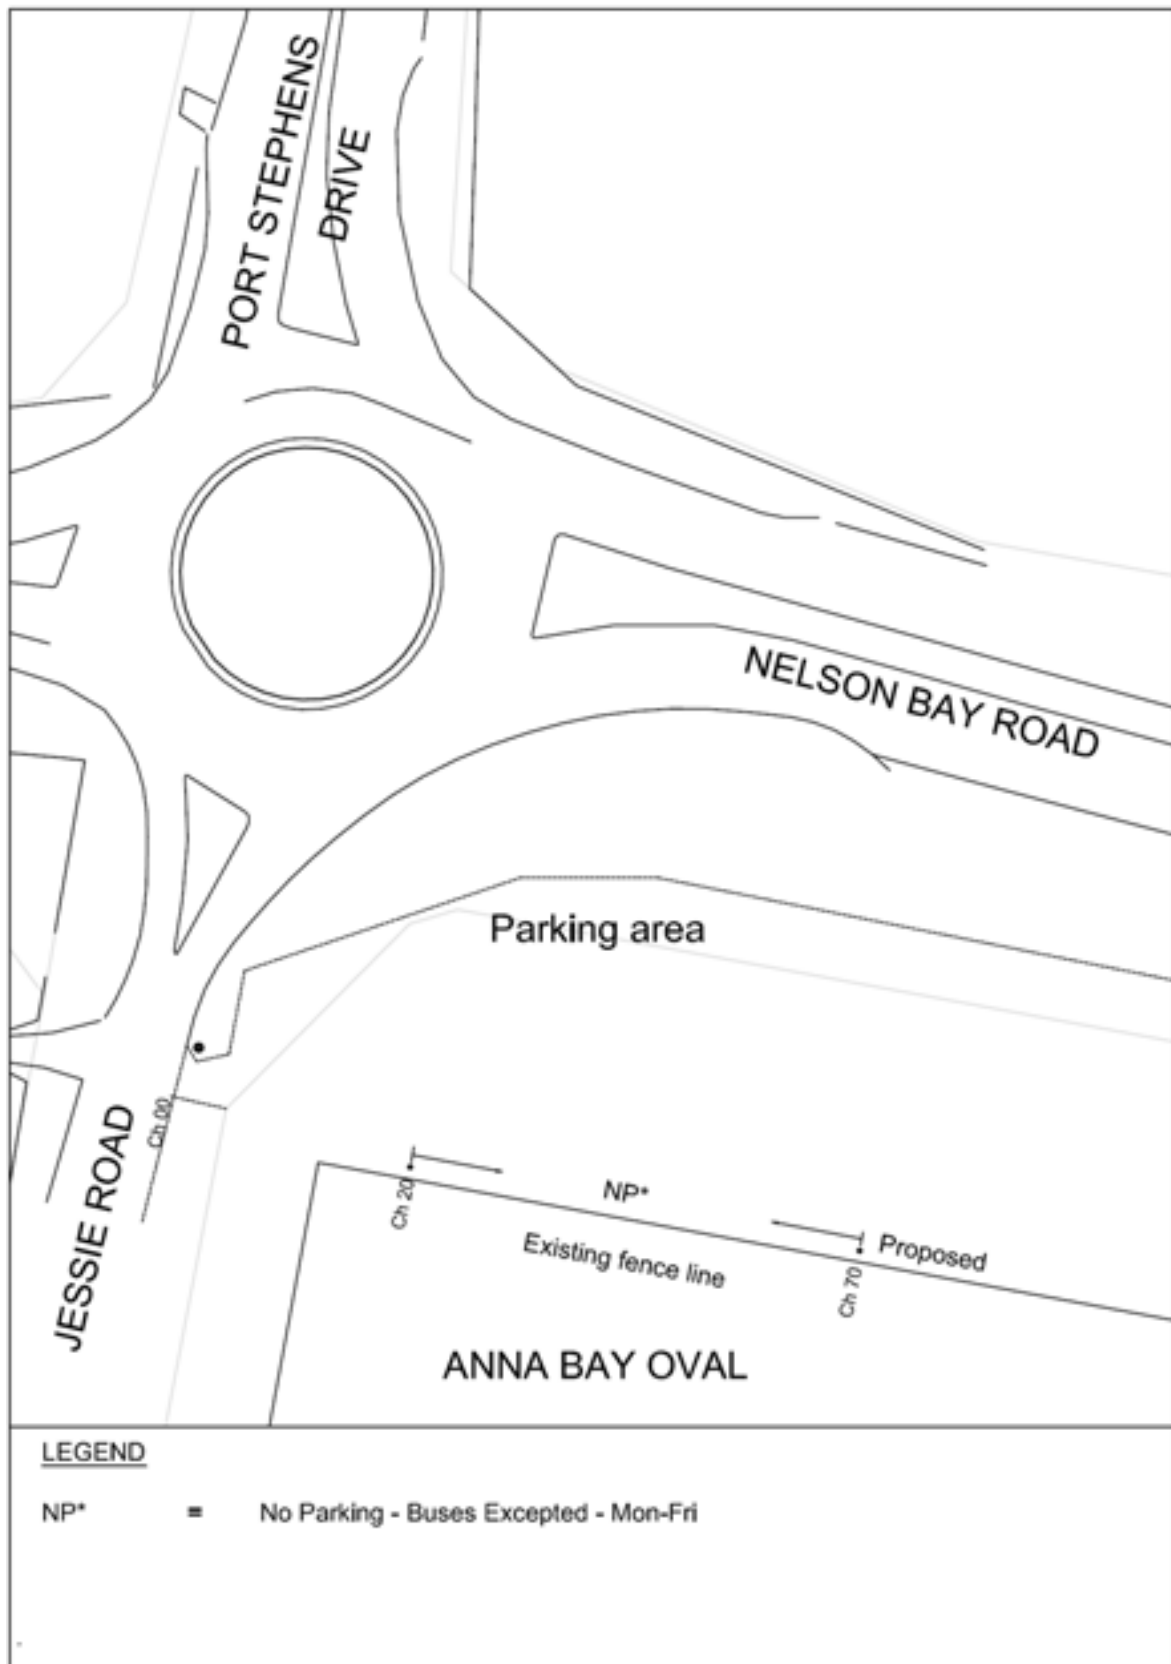 PORT STEPHENS
DRIVE
NELSON BAY ROAD
Parking area
Ch 00
JESSIE ROAD
Ch 20
NP*
Existing fence line
Proposed
Ch 70
ANNA BAY OVAL
LEGEND
NP* = No Parking - Buses Excepted - Mon-Fri